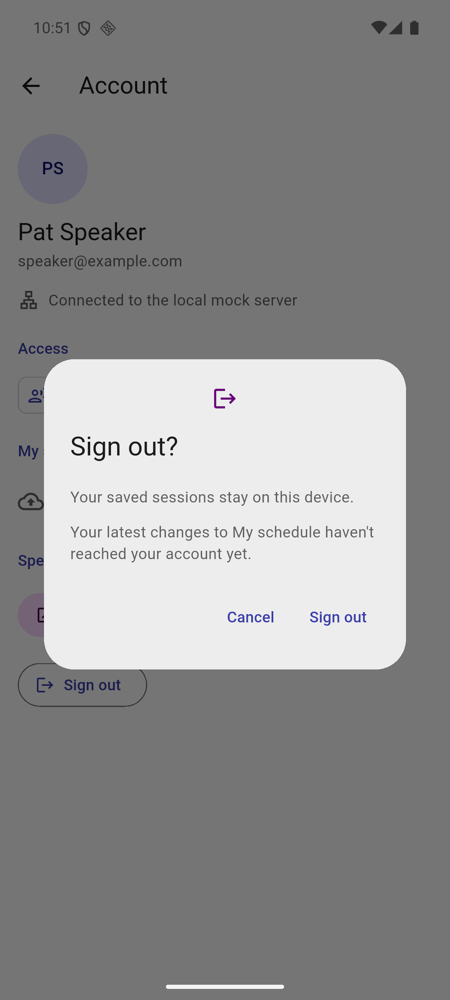 10:51
Account
PS
Pat Speaker
speaker@example.com
Connected to the local mock server
Access
My
Sign out?
Your saved sessions stay on this device.
Your latest changes to My schedule haven't
reached your account yet.
Spe
Cancel
Sign out
Sign out